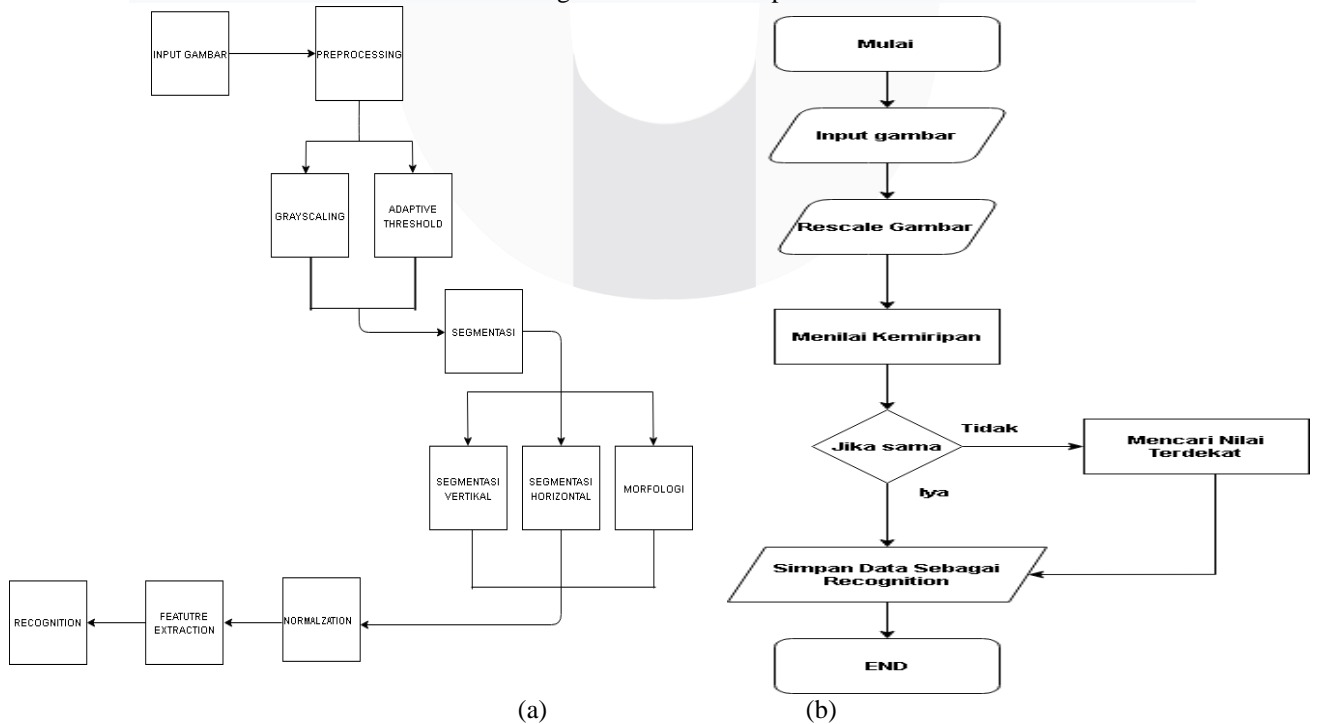 INPUT GAMBAR
PREPROCESSING
GRAYSCALING
ADAPTIVE
THRESHOLD
SEGMENTASI
SEGMENTASI
VERTIKAL
SEGMENTASI
HORIZONTAL
MORFOLOGI
NORMALZATION
FEATUTRE
EXTRACTION
RECOGNITION
(a)
Mulai
Input gambar
Rescale Gambar
Menilai Kemiripan
Jika sama
Tidak
Mencari Nilai
Terdekat
Iya
Simpan Data Sebagai
Recognition
END
(b)